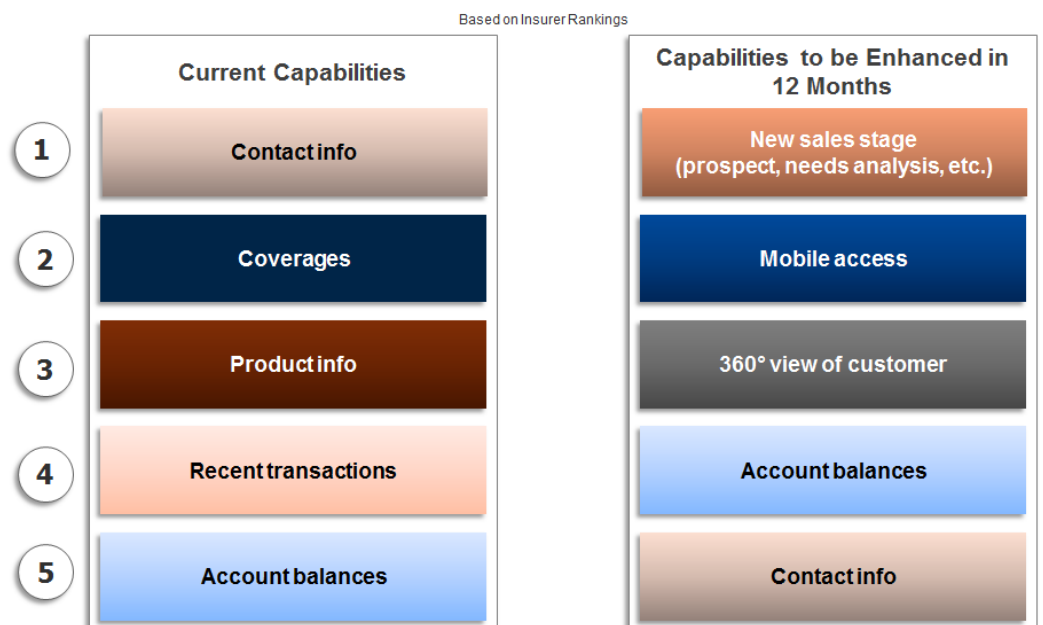 Based on Insurer Rankings
Current Capabilities
Capabilities to be Enhanced in
12 Months
1
Contact info
New sales stage
(prospect, needs analysis, etc.)
2
Coverages
Mobile access
3
Product info
360° view of customer
4
Recent transactions
Account balances
5
Account balances
Contact info